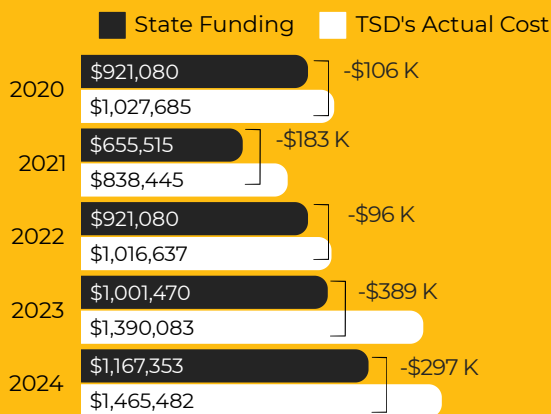 State Funding TSD's Actual Cost
2020
$921,080
$1,027,685
-$106 K
2021
$655,515
$838,445
-$183 K
2022
$921,080
$1,016,637
-$96 K
2023
$1,001,470
$1,390,083
-$389 K
2024
$1,167,353
$1,465,482
-$297 K